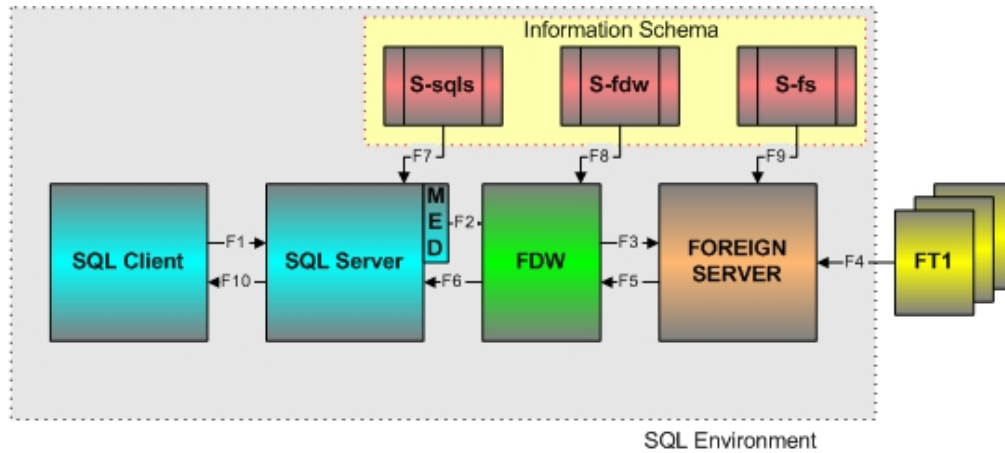 Information Schema
S-sqls
S-fdw
S-fs
F7
F8
F9
M
E
D
F1
F2
F3
SQL Client
SQL Server
FDW
FOREIGN
SERVER
F4
FT1
F10
F6
F5
SQL Environment